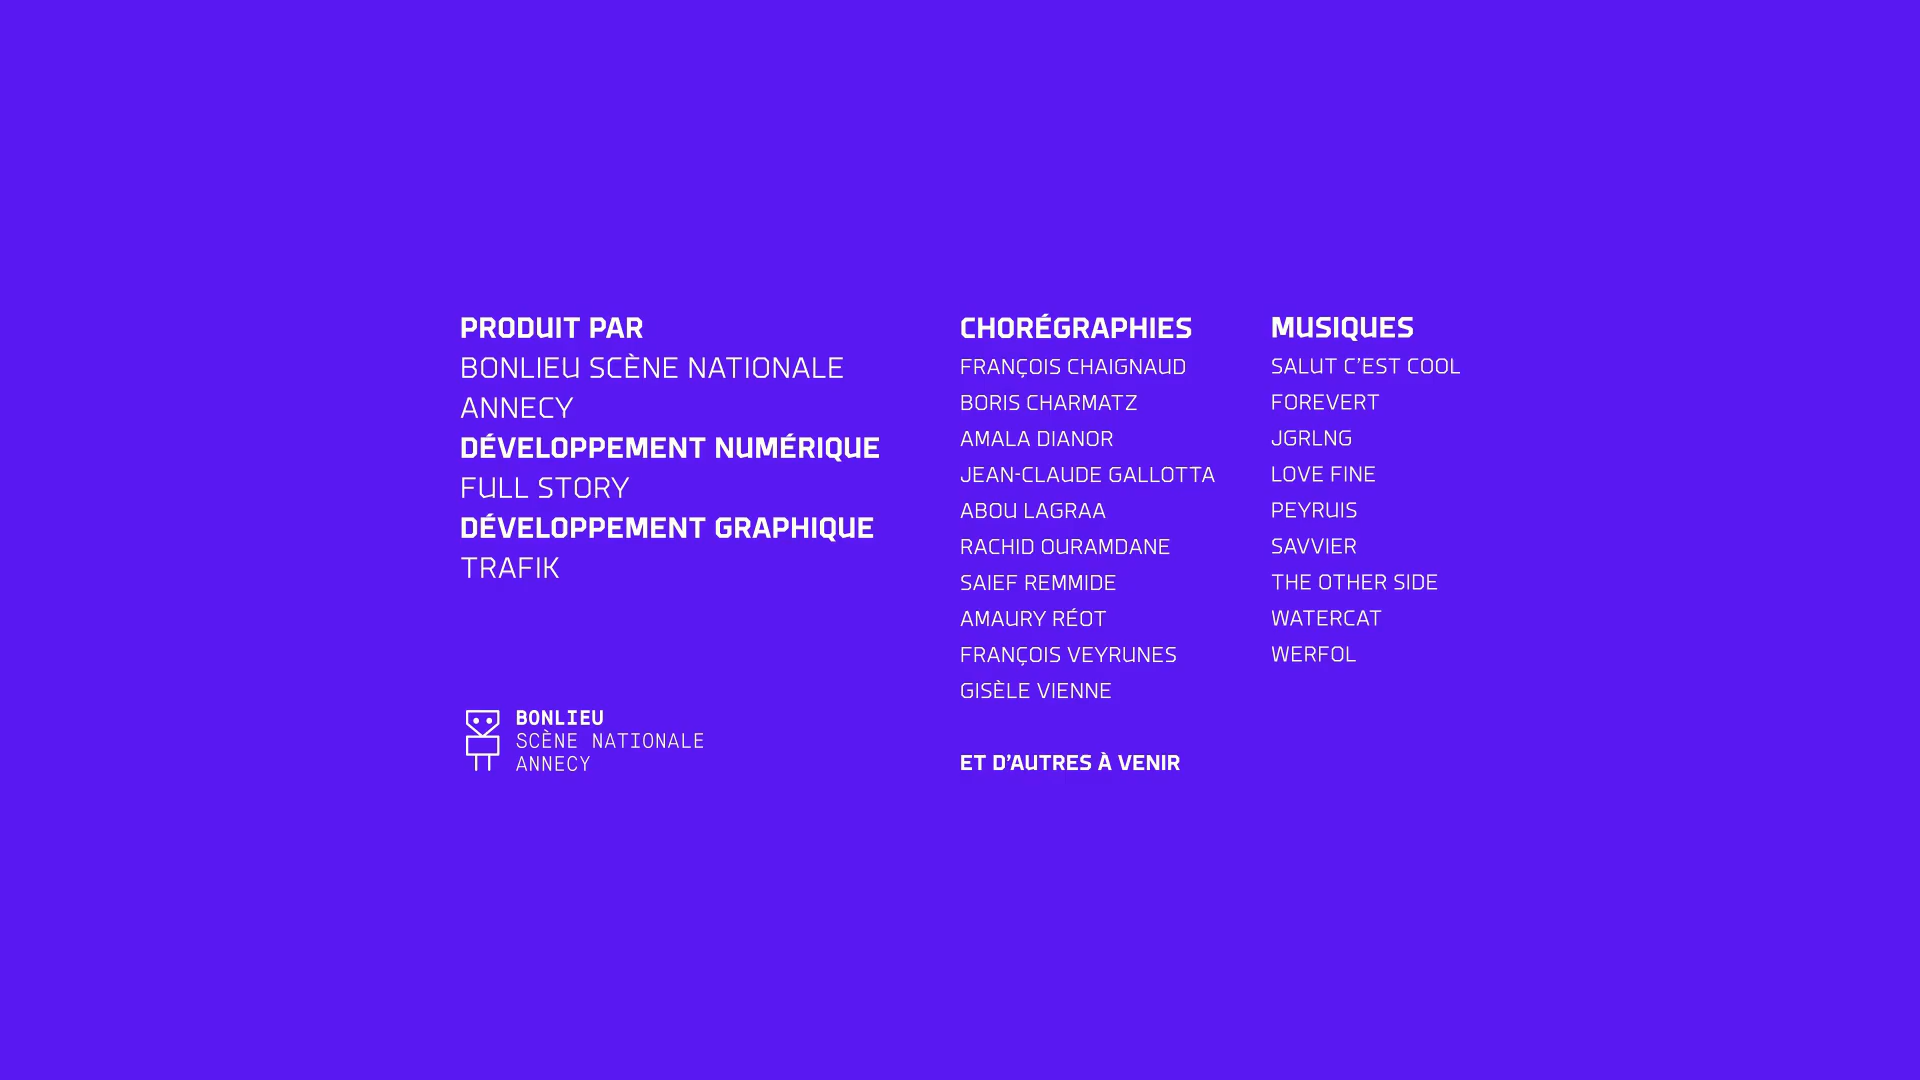 PRODUIT PAR
BONLIEU SCÈNE NATIONALE
ANNECY
DÉVELOPPEMENT NUMÉRIQUE
FULL STORY
DÉVELOPPEMENT GRAPHIQUE
TRAFIK
BONLIEU
SCÈNE NATIONALE
ANNECY
CHORÉGRAPHIES
FRANÇOIS CHAIGNAUD
BORIS CHARMATZ
AMALA DIANOR
JEAN-CLAUDE GALLOTTA
ABOU LAGRAA
RACHID OURAMDANE
SAIEF REMMIDE
AMAURY RÉOT
FRANÇOIS VEYRUNES
GISÈLE VIENNE
ET D’AUTRES À VENIR
MUSIQUES
SALUT C’EST COOL
FOREVERT
JGRLNG
LOVE FINE
PEYRUIS
SAVVIER
THE OTHER SIDE
WATERCAT
WERFOL